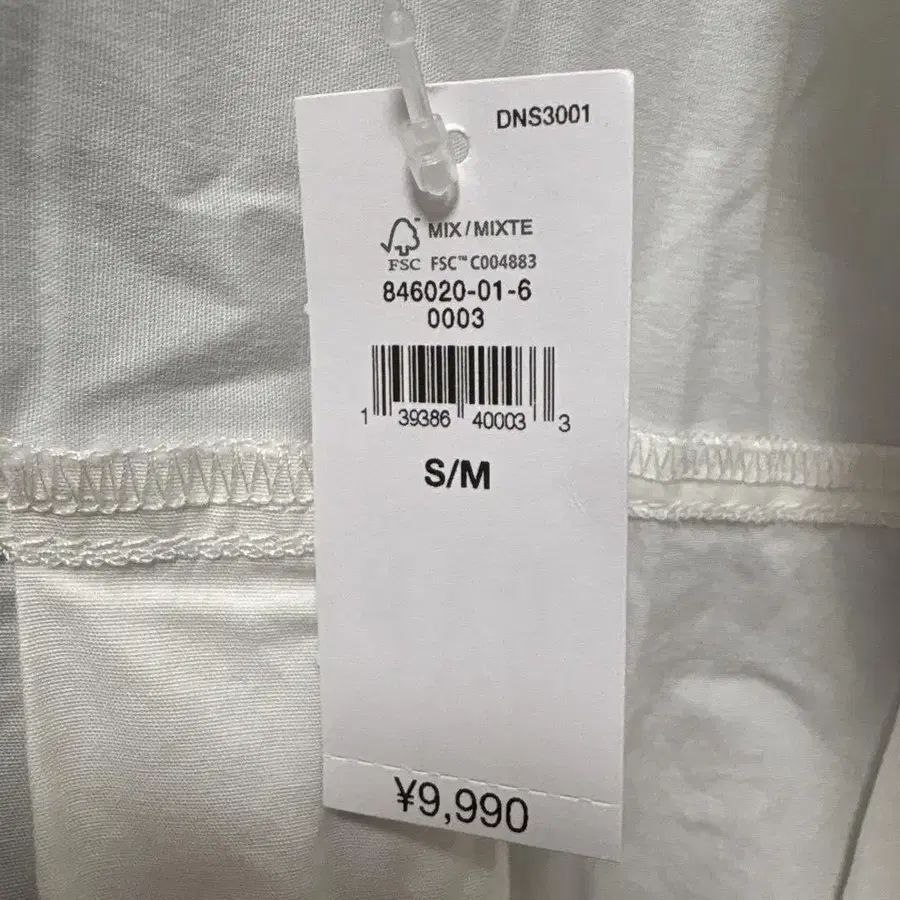 DNS3001
MIX/MIXTE
FSC FSC™ C004883
846020-01-6
0003
1 39386 40003 3
S/M
¥9,990